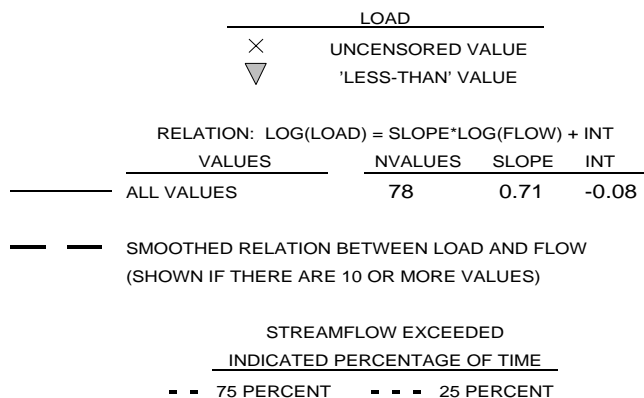 LOAD
UNCENSORED VALUE
'LESS-THAN' VALUE
RELATION: LOG(LOAD) = SLOPE*LOG(FLOW) + INT
VALUES NVALUES SLOPE INT
ALL VALUES 78 0.71 -0.08
SMOOTHED RELATION BETWEEN LOAD AND FLOW
(SHOWN IF THERE ARE 10 OR MORE VALUES)
STREAMFLOW EXCEEDED
INDICATED PERCENTAGE OF TIME
75 PERCENT 25 PERCENT